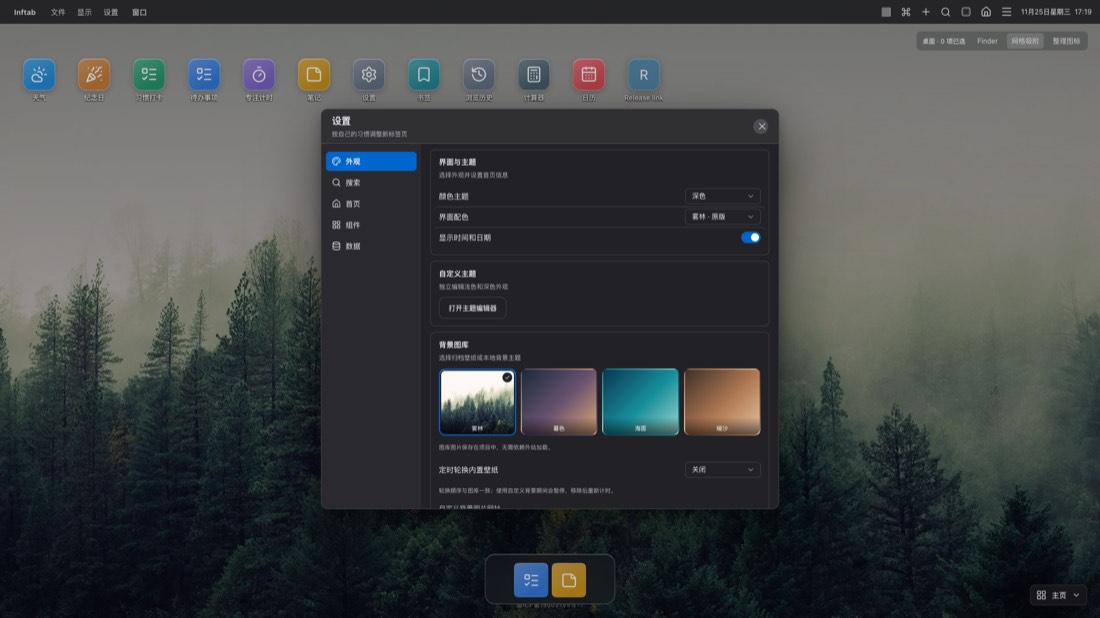 Inftab 文件 显示 设置 窗口
11月25日星期三 17:19
桌面 · 0 项已选 Finder 网格吸附 整理图标
天气 纪念日 习惯打卡 待办事项 专注计时 笔记 设置 书签 浏览历史 计算器 日历 Release link
R
设置
按自己的习惯调整新标签页
外观
搜索
首页
组件
数据
界面与主题
选择外观并设置首页信息
颜色主题 深色
界面配色 雾林 · 原版
显示时间和日期
自定义主题
独立编辑浅色和深色外观
打开主题编辑器
背景图库
选择归档壁纸或本地背景主题
雾林 暮色 海面 暖沙
图库图片保存在项目中，无需依赖外站加载。
定时轮换内置壁纸 关闭
轮换顺序与图库一致；使用自定义背景期间会暂停，移除后重新计时。
主页